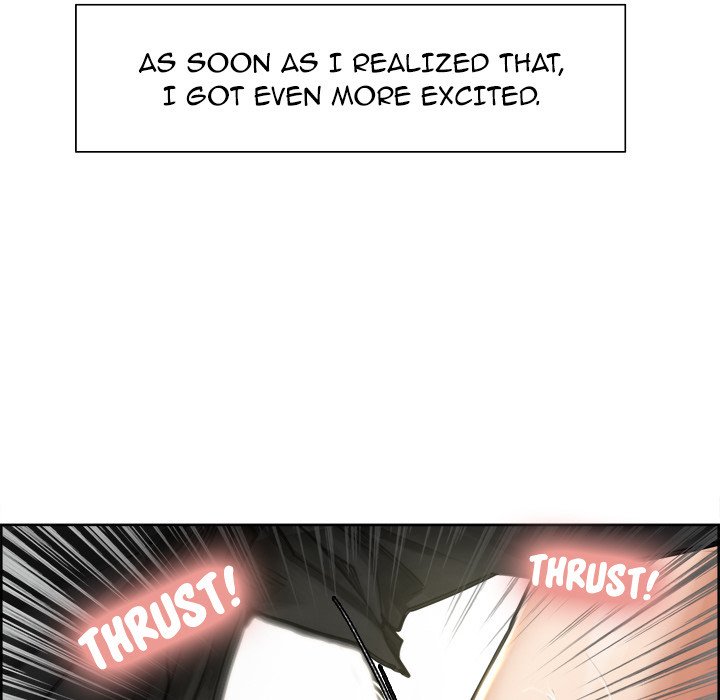 AS SOON AS I REALIZED THAT,
I GOT EVEN MORE EXCITED.
THRUST!
THRUST!